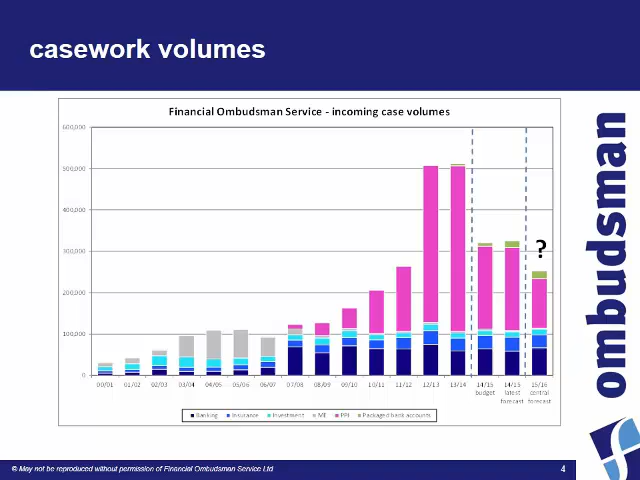 casework volumes
Financial Ombudsman Service - incoming case volumes
600,000
500,000
400,000
300,000
200,000
100,000
0
?
00/01 01/02 02/03 03/04 04/05 05/06 06/07 07/08 08/09 09/10 10/11 11/12 12/13 13/14 14/15 14/15 15/16
budget latest central
forecast forecast
Banking Insurance Investment ME PPI Packaged bank accounts
ombudsman
© May not be reproduced without permission of Financial Ombudsman Service Ltd
4